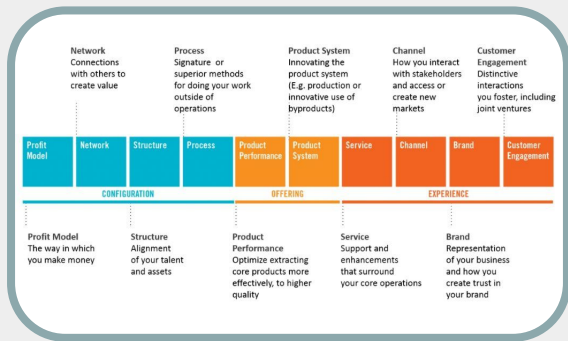 Network
Connections
with others to
create value
Process
Signature or
superior methods
for doing your work
outside of
operations
Product System
Innovating the
product system
(E.g. production or
innovative use of
byproducts)
Channel
How you interact
with stakeholders
and access or
create new
markets
Customer
Engagement
Distinctive
interactions
you foster, including
joint ventures
Profit
Model
Network
Structure
Process
Product
Performance
Product
System
Service
Channel
Brand
Customer
Engagement
CONFIGURATION
OFFERING
EXPERIENCE
Profit Model
The way in which
you make money
Structure
Alignment
of your talent
and assets
Product
Performance
Optimize extracting
core products more
effectively, to higher
quality
Service
Support and
enhancements
that surround
your core operations
Brand
Representation
of your business
and how you
create trust in
your brand